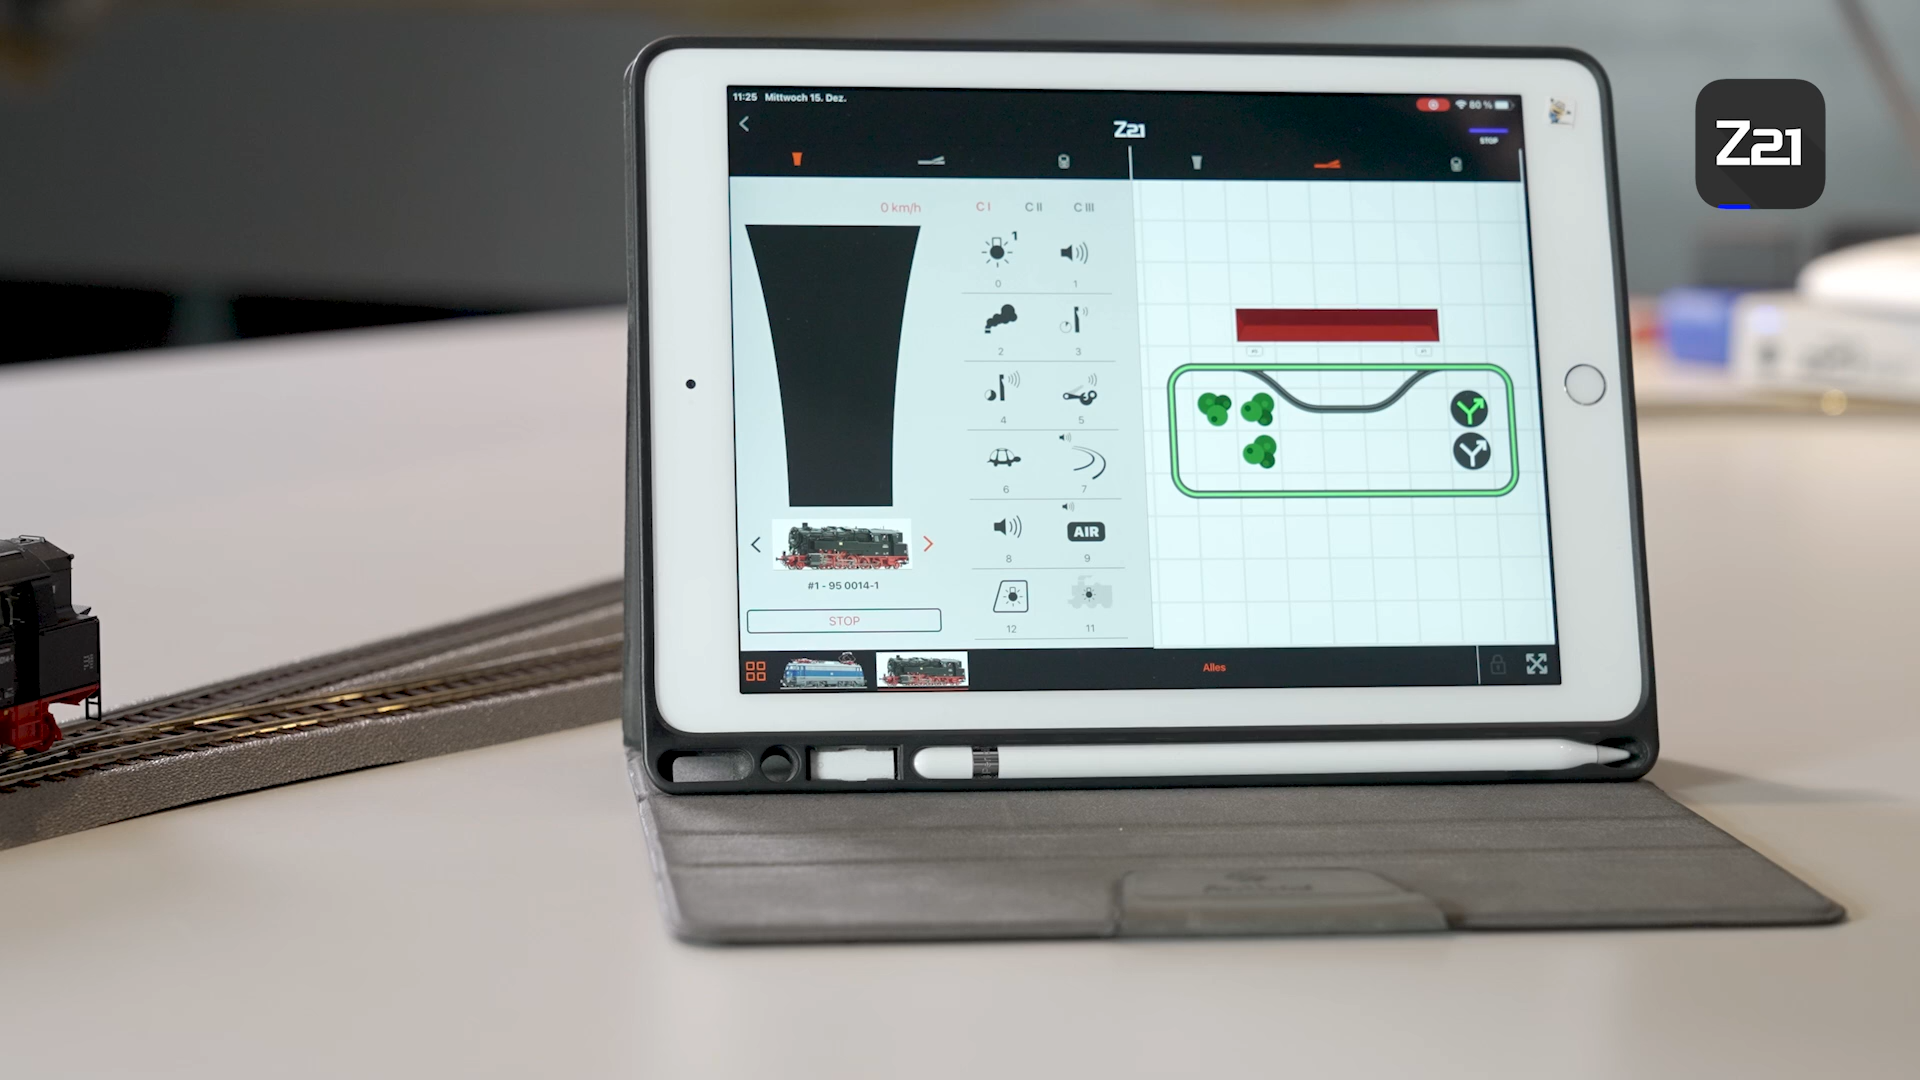 11:25 Mittwoch 15. Dez.
80 %
Z21
STOP
Z21
0 km/h
C I C II C III
1
0 1
2 3
4 5
6 7
AIR
8 9
12 11
#1 - 95 0014-1
STOP
Alles